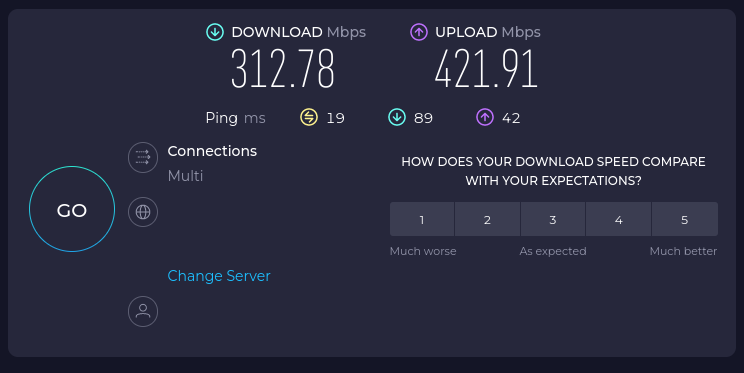 DOWNLOAD Mbps
312.78
UPLOAD Mbps
421.91
Ping ms 19 89 42
Connections
Multi
GO
Change Server
HOW DOES YOUR DOWNLOAD SPEED COMPARE
WITH YOUR EXPECTATIONS?
1 2 3 4 5
Much worse As expected Much better